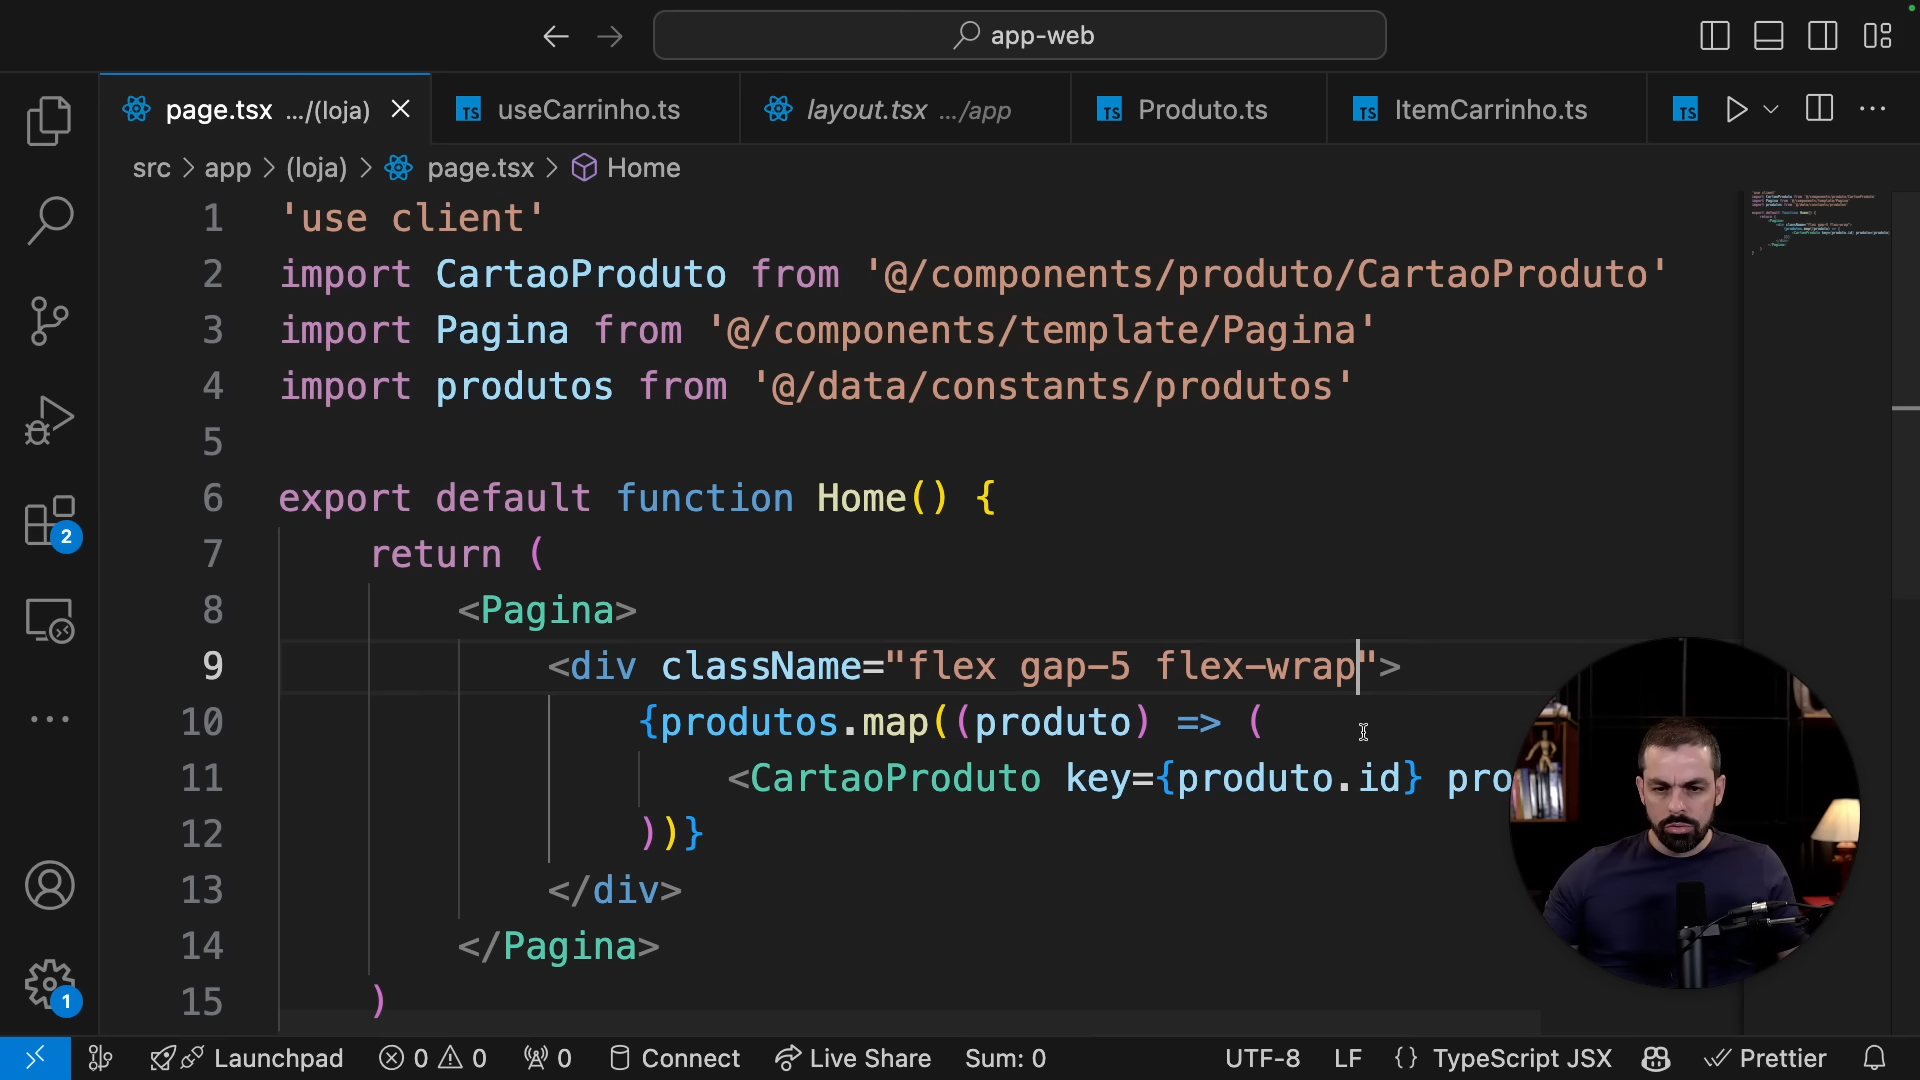 app-web
page.tsx .../(loja)
useCarrinho.ts
layout.tsx .../app
Produto.ts
ItemCarrinho.ts
src > app > (loja) > page.tsx > Home
1 'use client'
2 import CartaoProduto from '@/components/produto/CartaoProduto'
3 import Pagina from '@/components/template/Pagina'
4 import produtos from '@/data/constants/produtos'
5
6 export default function Home() {
7 return (
8 <Pagina>
9 <div className="flex gap-5 flex-wrap">
10 {produtos.map((produto) => (
11 <CartaoProduto key={produto.id} pro
12 ))}
13 </div>
14 </Pagina>
15 )
2
1
Launchpad 0 0 0 Connect Live Share Sum: 0 UTF-8 LF {} TypeScript JSX Prettier